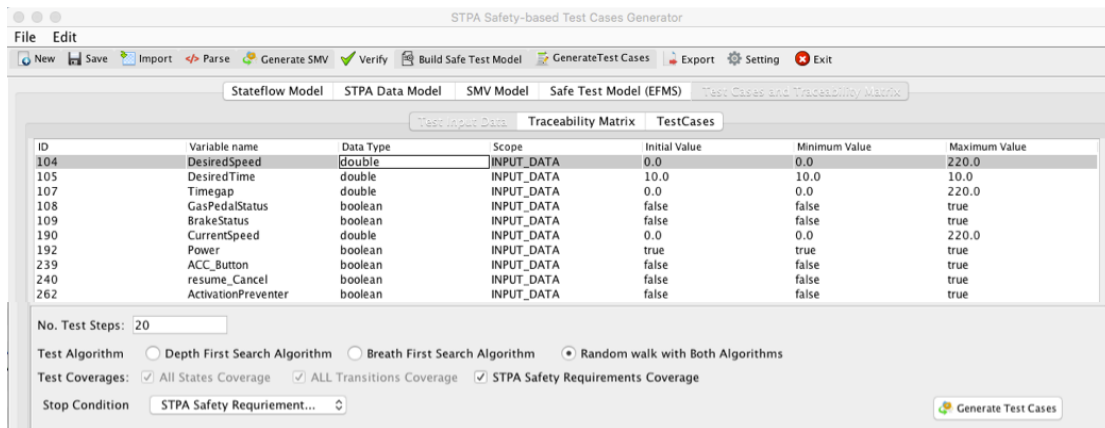 STPA Safety-based Test Cases Generator
File Edit
New Save Import </> Parse Generate SMV Verify Build Safe Test Model GenerateTest Cases Export Setting Exit
Stateflow Model STPA Data Model SMV Model Safe Test Model (EFMS) Test Cases and Traceability Matrix
Test Input Data Traceability Matrix TestCases
ID Variable name Data Type Scope Initial Value Minimum Value Maximum Value
104 DesiredSpeed double INPUT_DATA 0.0 0.0 220.0
105 DesiredTime double INPUT_DATA 10.0 10.0 10.0
107 Timegap double INPUT_DATA 0.0 0.0 220.0
108 GasPedalStatus boolean INPUT_DATA false false true
109 BrakeStatus boolean INPUT_DATA false false true
190 CurrentSpeed double INPUT_DATA 0.0 0.0 220.0
192 Power boolean INPUT_DATA true true true
239 ACC_Button boolean INPUT_DATA false false true
240 resume_Cancel boolean INPUT_DATA false false true
262 ActivationPreventer boolean INPUT_DATA false false true
No. Test Steps: 20
Test Algorithm Depth First Search Algorithm Breath First Search Algorithm Random walk with Both Algorithms
Test Coverages: All States Coverage ALL Transitions Coverage STPA Safety Requirements Coverage
Stop Condition STPA Safety Requriement... Generate Test Cases